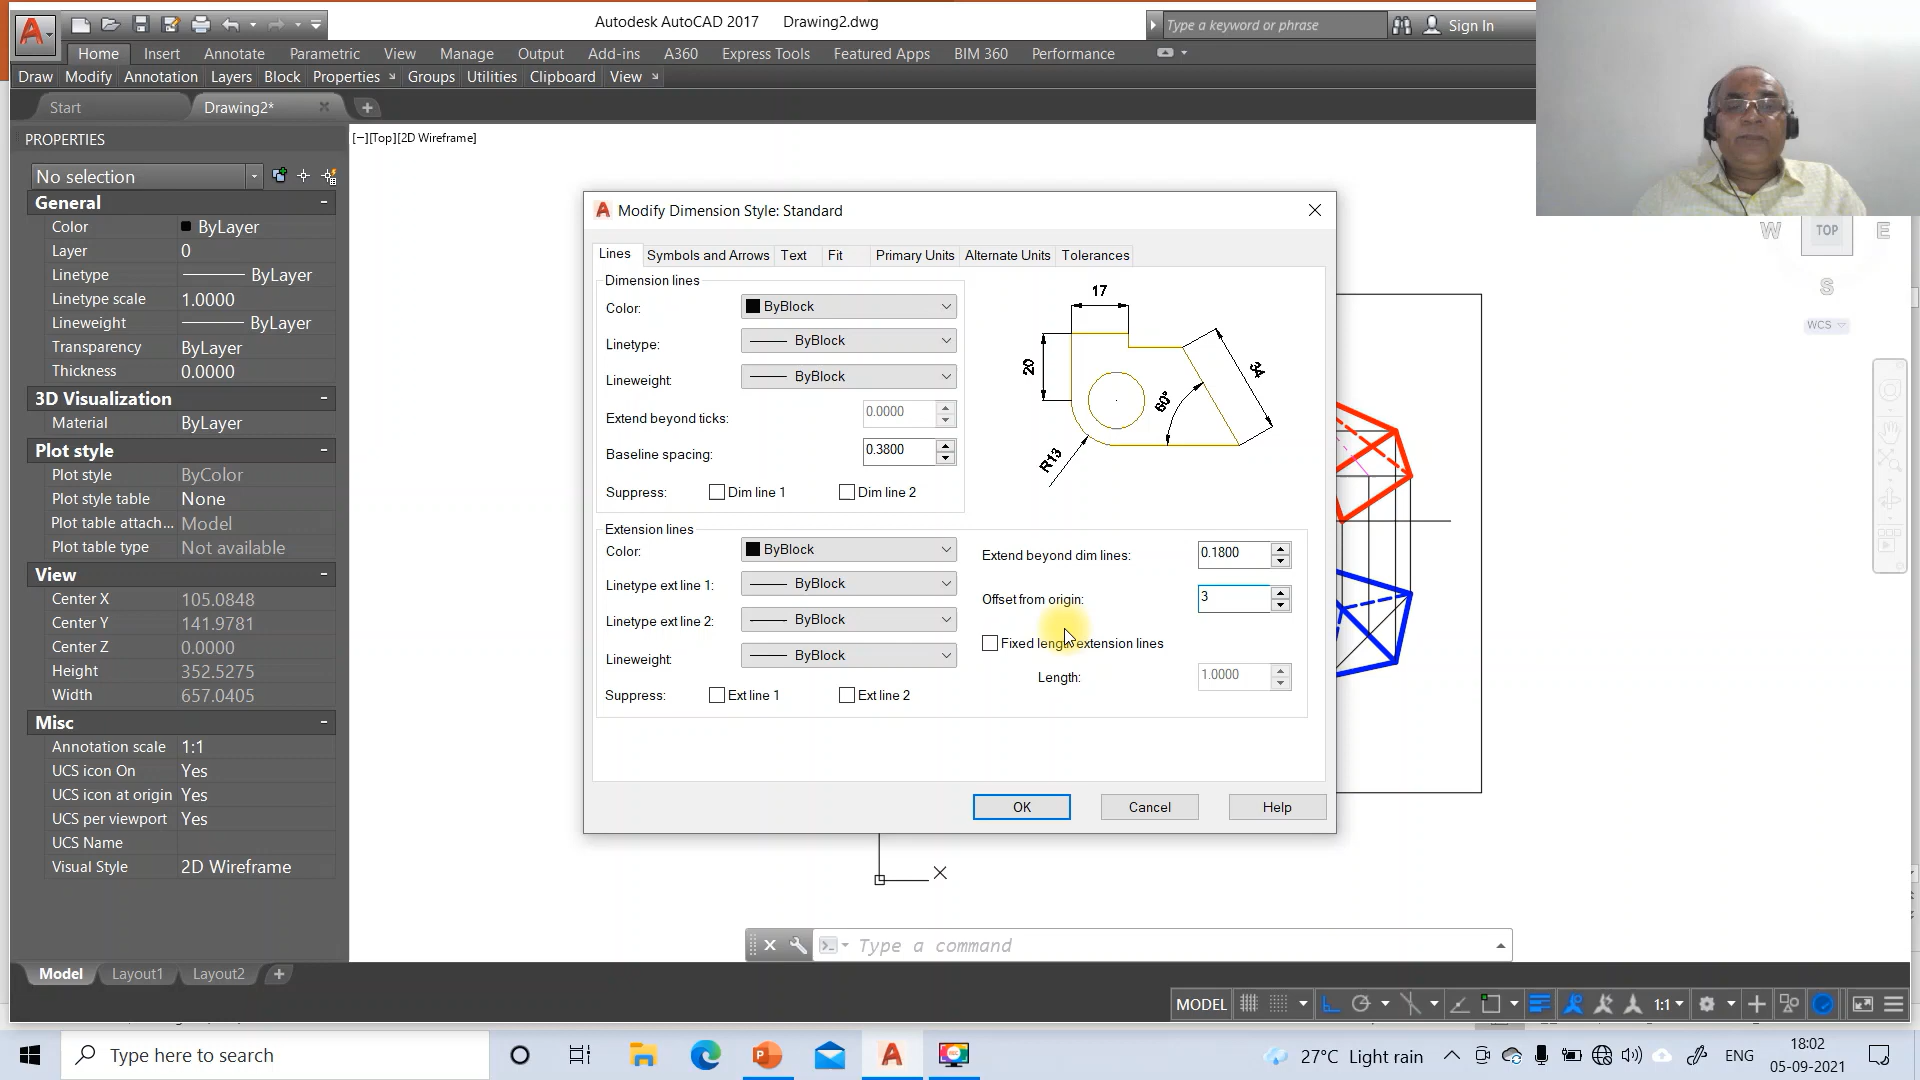 Autodesk AutoCAD 2017 Drawing2.dwg
Type a keyword or phrase
Sign In
Home Insert Annotate Parametric View Manage Output Add-ins A360 Express Tools Featured Apps BIM 360 Performance
Draw Modify Annotation Layers Block Properties Groups Utilities Clipboard View
Start Drawing2*
PROPERTIES
[−][Top][2D Wireframe]
No selection
General
Color ByLayer
Layer 0
Linetype ByLayer
Linetype scale 1.0000
Lineweight ByLayer
Transparency ByLayer
Thickness 0.0000
3D Visualization
Material ByLayer
Plot style
Plot style ByColor
Plot style table None
Plot table attach... Model
Plot table type Not available
View
Center X 105.0848
Center Y 141.9781
Center Z 0.0000
Height 352.5275
Width 657.0405
Misc
Annotation scale 1:1
UCS icon On Yes
UCS icon at origin Yes
UCS per viewport Yes
UCS Name
Visual Style 2D Wireframe
Modify Dimension Style: Standard
Lines Symbols and Arrows Text Fit Primary Units Alternate Units Tolerances
Dimension lines
Color: ByBlock
Linetype: ByBlock
Lineweight: ByBlock
Extend beyond ticks: 0.0000
Baseline spacing: 0.3800
Suppress: Dim line 1 Dim line 2
17
20
34
60°
R13
Extension lines
Color: ByBlock
Linetype ext line 1: ByBlock
Linetype ext line 2: ByBlock
Lineweight: ByBlock
Suppress: Ext line 1 Ext line 2
Extend beyond dim lines: 0.1800
Offset from origin: 3
Fixed length extension lines
Length: 1.0000
OK Cancel Help
W TOP E
S
WCS
X
Type a command
Model Layout1 Layout2
MODEL 1:1
Type here to search
27°C Light rain
ENG
18:02
05-09-2021